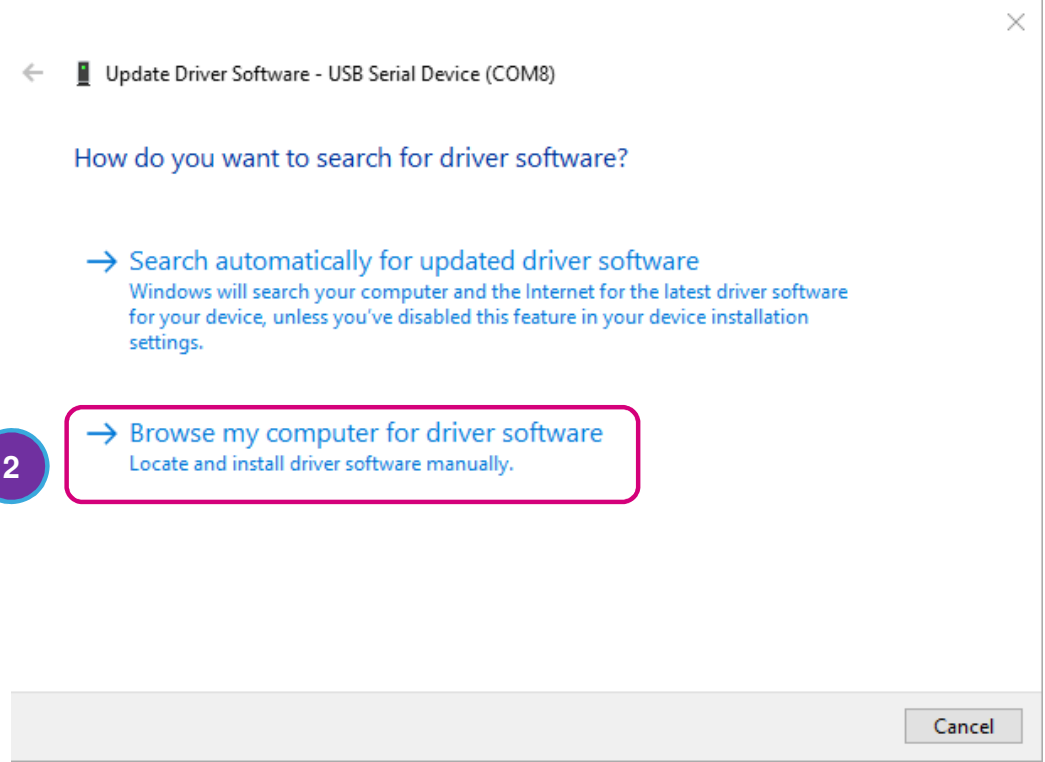 Update Driver Software - USB Serial Device (COM8)
How do you want to search for driver software?
Search automatically for updated driver software
Windows will search your computer and the Internet for the latest driver software
for your device, unless you've disabled this feature in your device installation
settings.
Browse my computer for driver software
2
Locate and install driver software manually.
Cancel